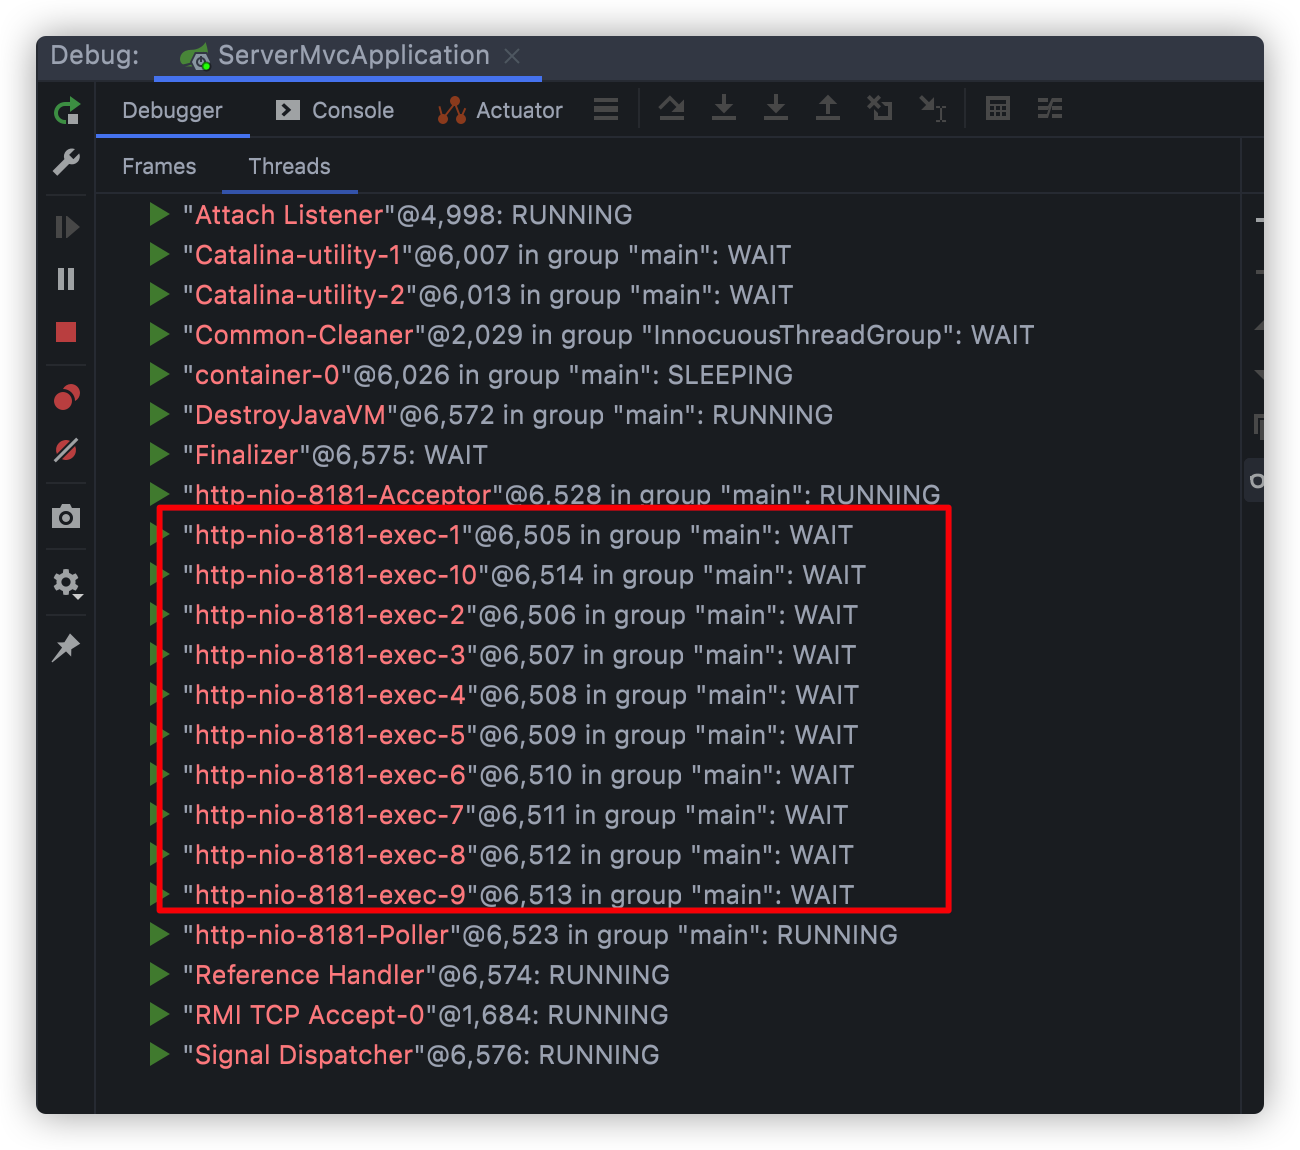 Debug: ServerMvcApplication
Debugger Console Actuator
Frames Threads
"Attach Listener"@4,998: RUNNING
"Catalina-utility-1"@6,007 in group "main": WAIT
"Catalina-utility-2"@6,013 in group "main": WAIT
"Common-Cleaner"@2,029 in group "InnocuousThreadGroup": WAIT
"container-0"@6,026 in group "main": SLEEPING
"DestroyJavaVM"@6,572 in group "main": RUNNING
"Finalizer"@6,575: WAIT
"http-nio-8181-Acceptor"@6,528 in group "main": RUNNING
"http-nio-8181-exec-1"@6,505 in group "main": WAIT
"http-nio-8181-exec-10"@6,514 in group "main": WAIT
"http-nio-8181-exec-2"@6,506 in group "main": WAIT
"http-nio-8181-exec-3"@6,507 in group "main": WAIT
"http-nio-8181-exec-4"@6,508 in group "main": WAIT
"http-nio-8181-exec-5"@6,509 in group "main": WAIT
"http-nio-8181-exec-6"@6,510 in group "main": WAIT
"http-nio-8181-exec-7"@6,511 in group "main": WAIT
"http-nio-8181-exec-8"@6,512 in group "main": WAIT
"http-nio-8181-exec-9"@6,513 in group "main": WAIT
"http-nio-8181-Poller"@6,523 in group "main": RUNNING
"Reference Handler"@6,574: RUNNING
"RMI TCP Accept-0"@1,684: RUNNING
"Signal Dispatcher"@6,576: RUNNING